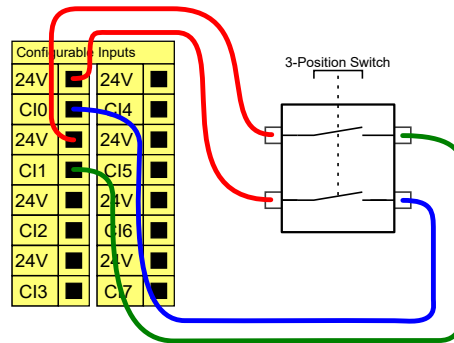 Configurable Inputs
3-Position Switch
24V 24V
CI0 CI4
24V 24V
CI1 CI5
24V 24V
CI2 CI6
24V 24V
CI3 CI7